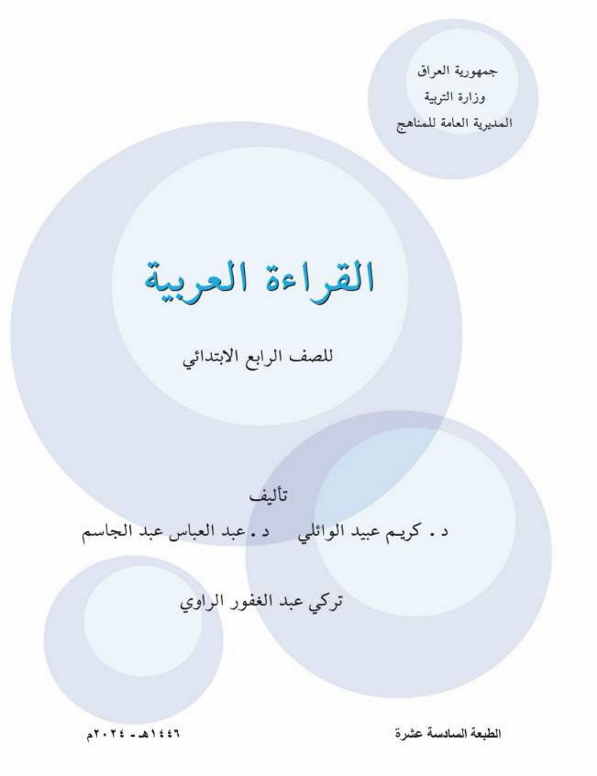 جمهورية العراق
وزارة التربية
المديرية العامة للمناهج
القراءة العربية
للصف الرابع الابتدائي
تأليف
د. كريم عبيد الوائلي د. عبد العباس عبد الجاسم
تركي عبد الغفور الراوي
الطبعة السادسة عشرة ١٤٤٦هـ - ٢٠٢٤م